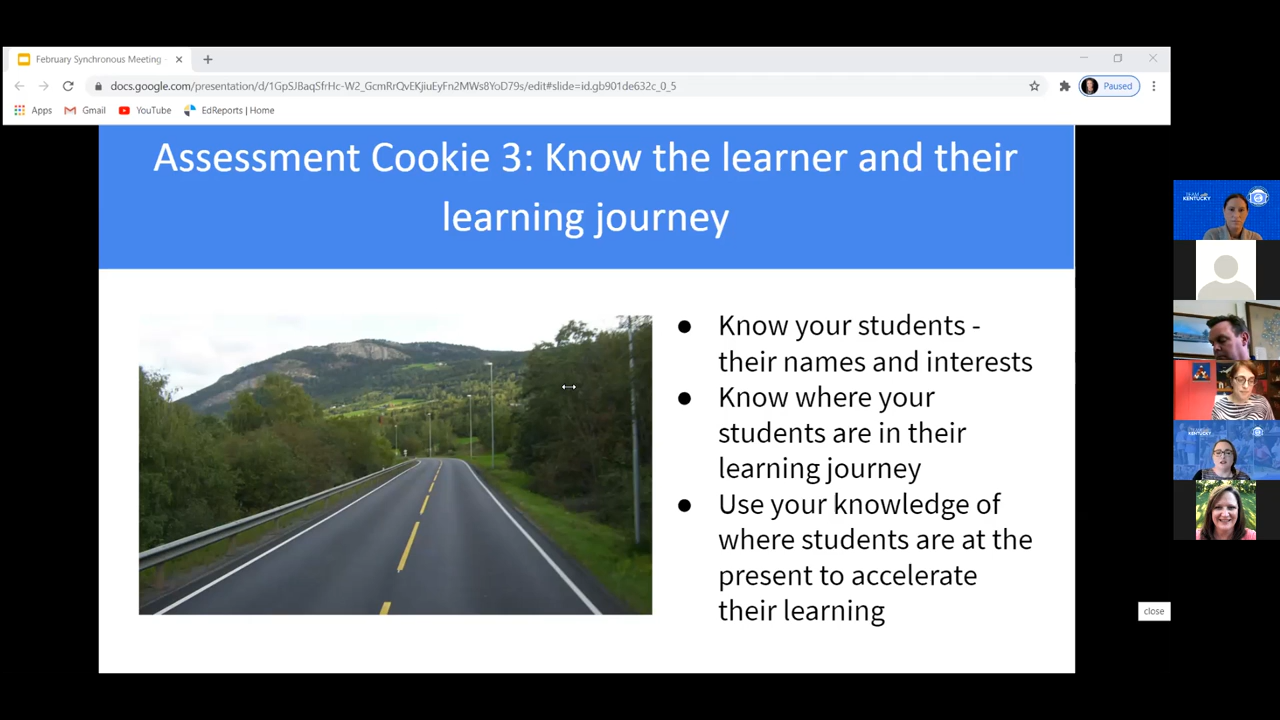 February Synchronous Meeting
docs.google.com/presentation/d/1GpSJBaqSfrHc-W2_GcmRrQvEKjiuEyFn2MWs8YoD79s/edit#slide=id.gb901de632c_0_5
Paused
Apps Gmail YouTube EdReports | Home
Assessment Cookie 3: Know the learner and their
learning journey
● Know your students -
their names and interests
● Know where your
students are in their
learning journey
● Use your knowledge of
where students are at the
present to accelerate
their learning
TEAM
KENTUCKY
KENTUCKY
close